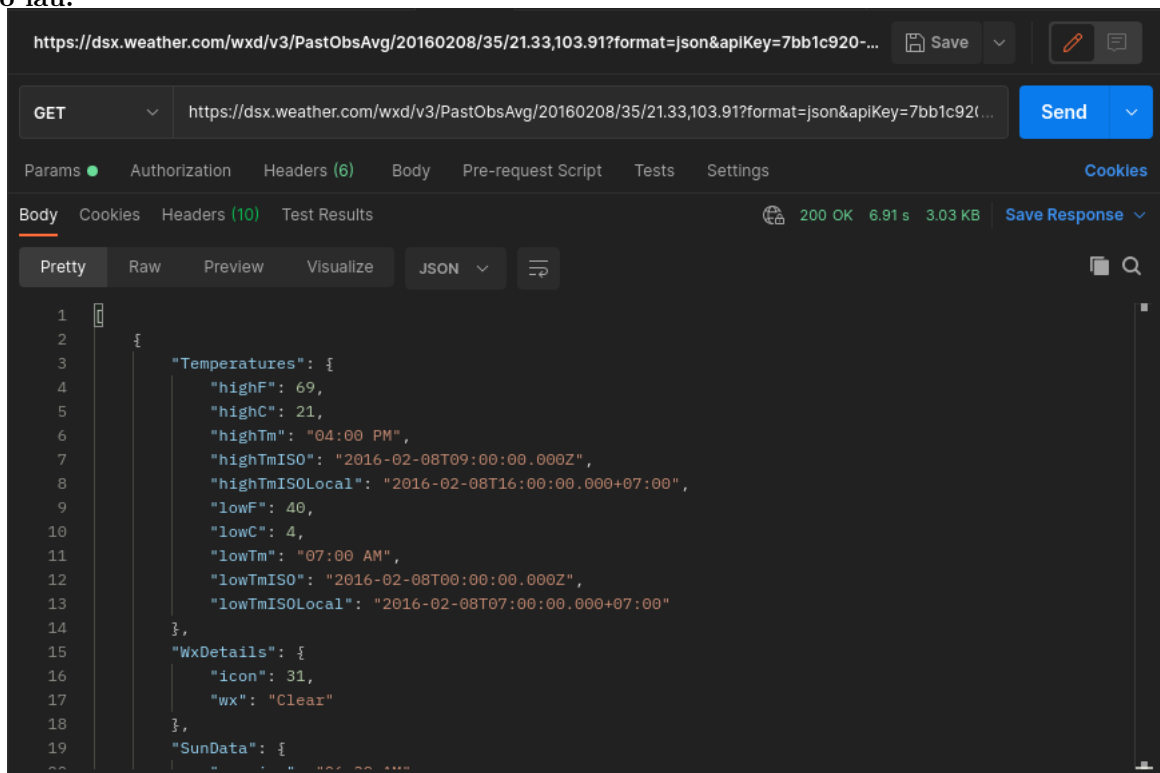 https://dsx.weather.com/wxd/v3/PastObsAvg/20160208/35/21.33,103.91?format=json&apiKey=7bb1c920-... Save
GET https://dsx.weather.com/wxd/v3/PastObsAvg/20160208/35/21.33,103.91?format=json&apiKey=7bb1c92(... Send
Params Authorization Headers (6) Body Pre-request Script Tests Settings Cookies
Body Cookies Headers (10) Test Results 200 OK 6.91 s 3.03 KB Save Response
Pretty Raw Preview Visualize JSON
1 [
2 {
3 "Temperatures": {
4 "highF": 69,
5 "highC": 21,
6 "highTm": "04:00 PM",
7 "highTmISO": "2016-02-08T09:00:00.000Z",
8 "highTmISOLocal": "2016-02-08T16:00:00.000+07:00",
9 "lowF": 40,
10 "lowC": 4,
11 "lowTm": "07:00 AM",
12 "lowTmISO": "2016-02-08T00:00:00.000Z",
13 "lowTmISOLocal": "2016-02-08T07:00:00.000+07:00"
14 },
15 "WxDetails": {
16 "icon": 31,
17 "wx": "Clear"
18 },
19 "SunData": {